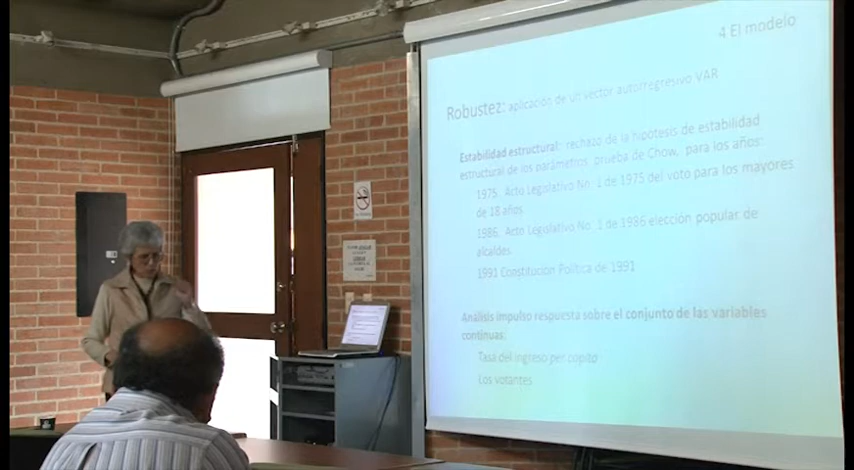 4 El modelo
Robustez: aplicación de un vector autorregresivo VAR
Estabilidad estructural: rechazo de la hipótesis de estabilidad
estructural de los parámetros prueba de Chow, para los años:
1975 Acto Legislativo No. 1 de 1975 del voto para los mayores
de 18 años
1986 Acto Legislativo No. 1 de 1986 elección popular de
alcaldes
1991 Constitución Política de 1991
Análisis impulso respuesta sobre el conjunto de las variables
continuas:
Tasa del ingreso per cápita
Los votantes